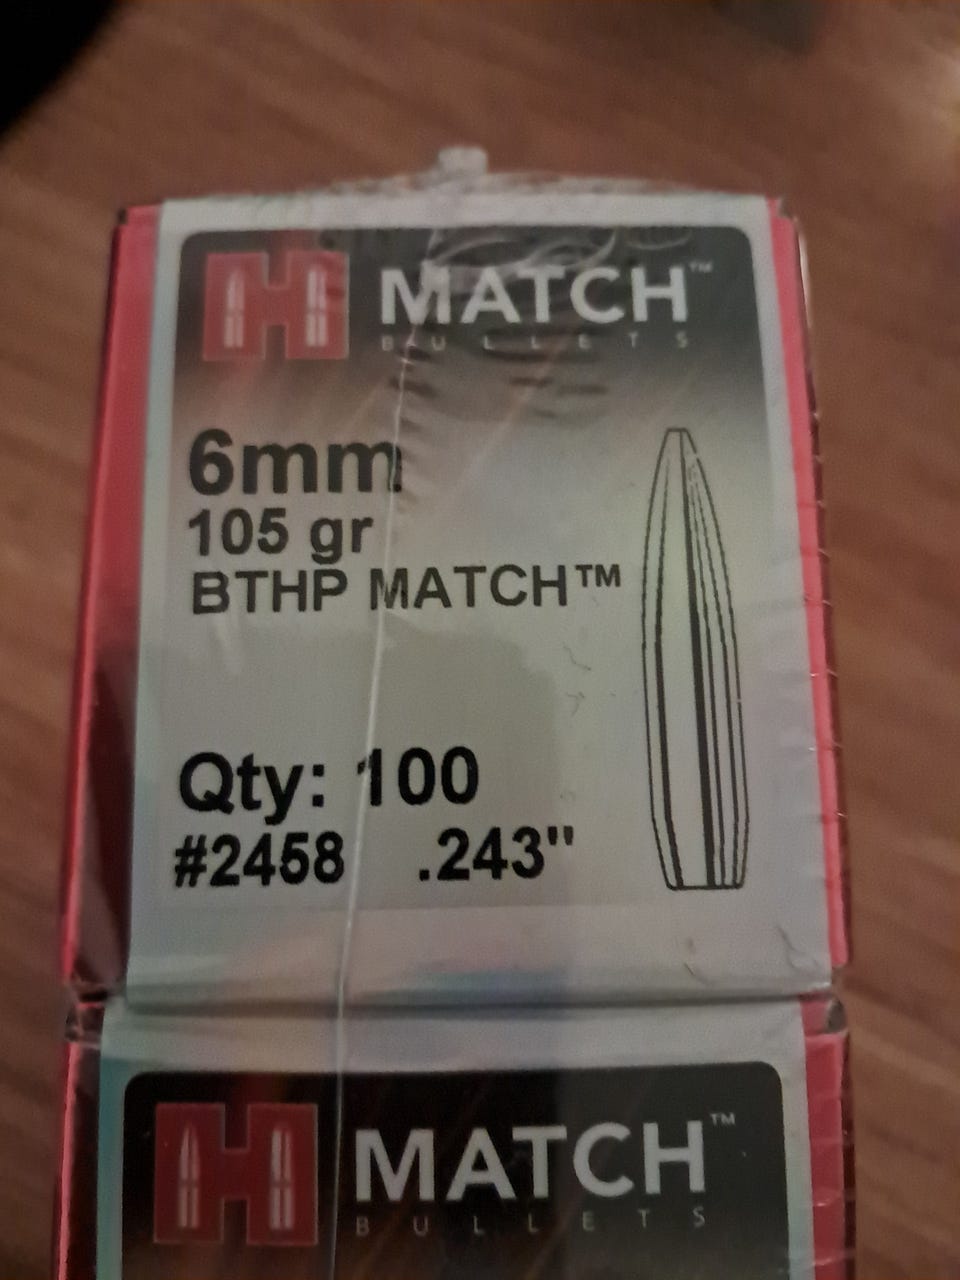 H MATCH™
BULLETS
6mm
105 gr
BTHP MATCH™
Qty: 100
#2458 .243"
H MATCH™
BULLETS